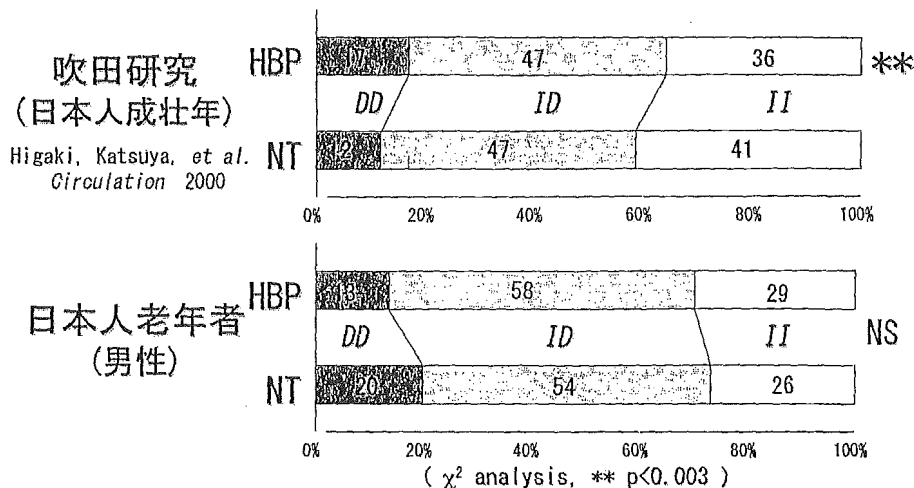 吹田研究
(日本人成壮年)
Higaki, Katsuya, et al.
Circulation 2000
HBP 17 47 36 **
DD ID II
NT 12 47 41
0% 20% 40% 60% 80% 100%
日本人老年者
(男性)
HBP 13 58 29
DD ID II NS
NT 20 54 26
0% 20% 40% 60% 80% 100%
( χ² analysis, ** p<0.003 )